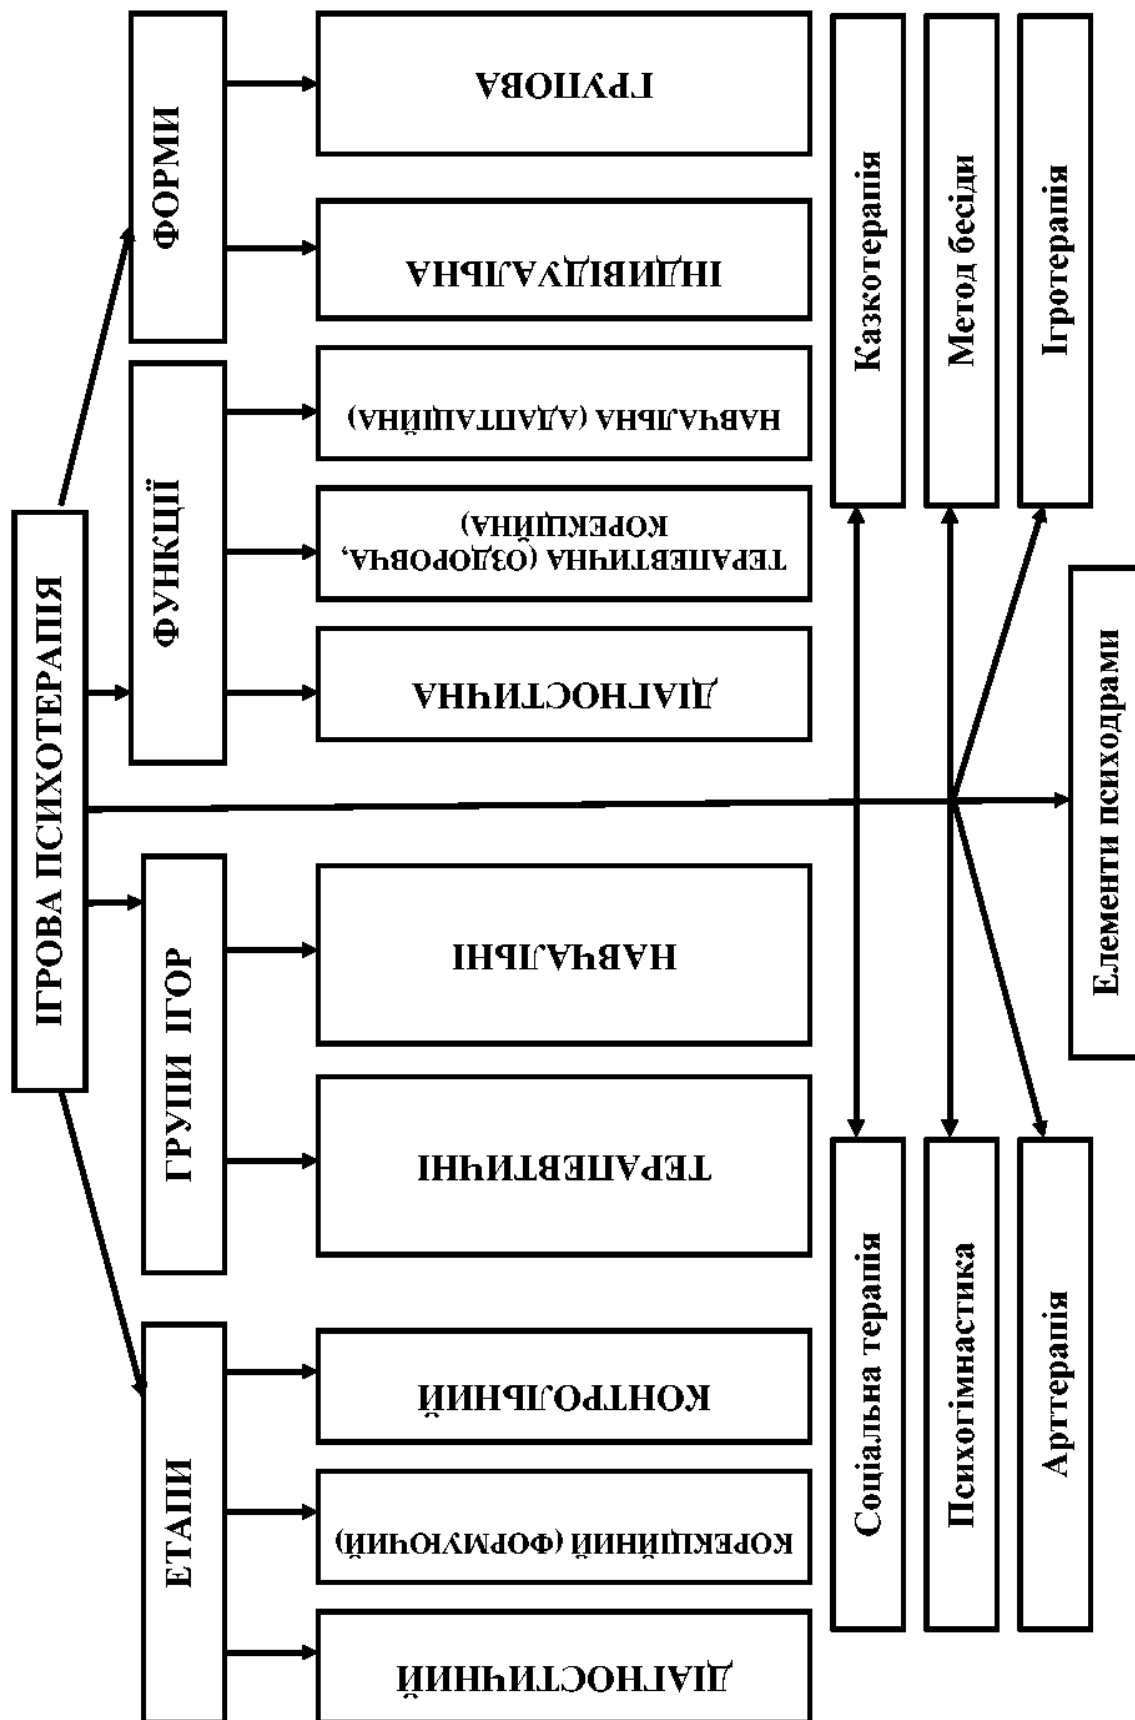 ІГРОВА ПСИХОТЕРАПІЯ
ЕТАПИ
ГРУПИ ІГОР
ФУНКЦІЇ
ФОРМИ
ДІАГНОСТИЧНИЙ
КОРЕКЦІЙНИЙ (ФОРМУЮЧИЙ)
КОНТРОЛЬНИЙ
ТЕРАПЕВТИЧНІ
НАВЧАЛЬНІ
ДІАГНОСТИЧНА
ТЕРАПЕВТИЧНА (ОЗДОРОВЧА,
КОРЕКЦІЙНА)
НАВЧАЛЬНА (АДАПТАЦІЙНА)
ІНДИВІДУАЛЬНА
ГРУПОВА
Соціальна терапія
Казкотерапія
Психогімнастика
Метод бесіди
Арттерапія
Ігротерапія
Елементи психодрами